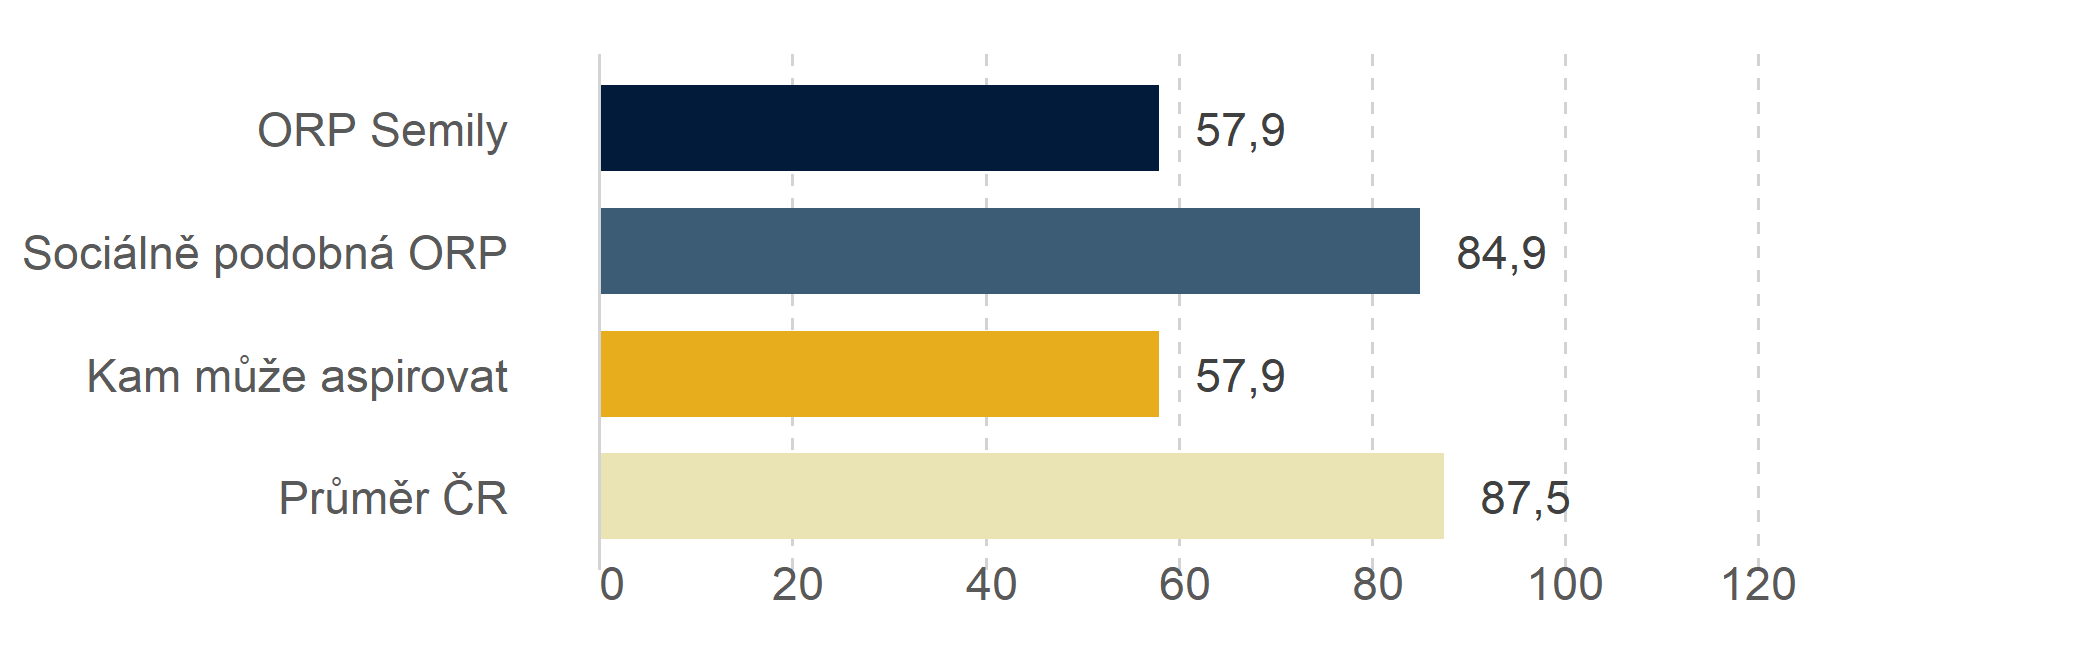 ORP Semily 57,9
Sociálně podobná ORP 84,9
Kam může aspirovat 57,9
Průměr ČR 87,5
0 20 40 60 80 100 120